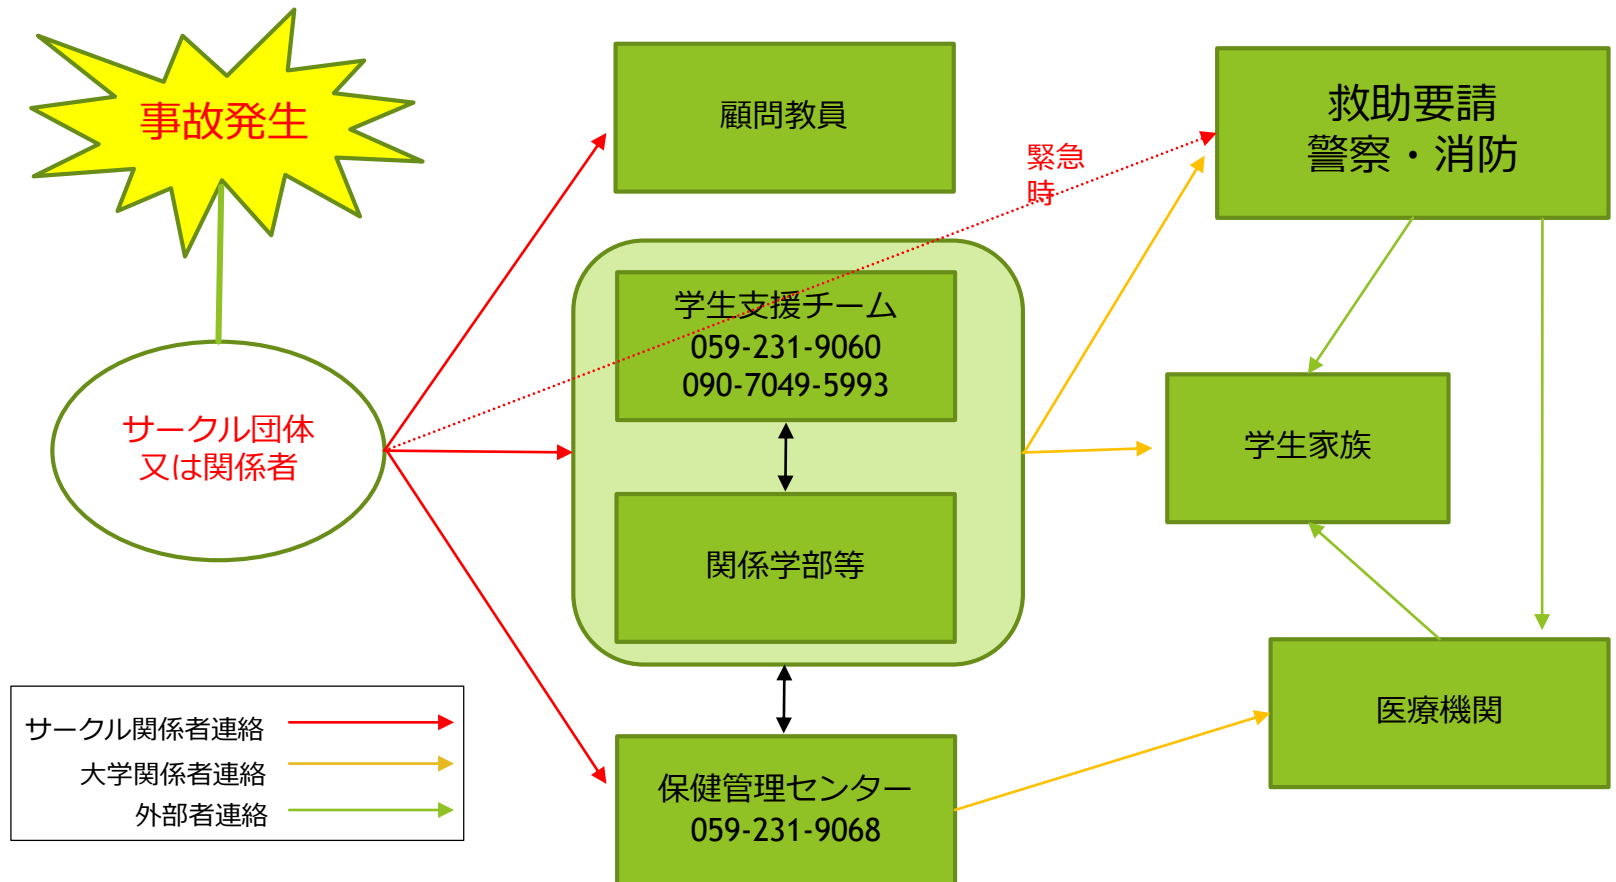 事故発生
サークル団体
又は関係者
顧問教員
緊急
時
救助要請
警察・消防
学生支援チーム
059-231-9060
090-7049-5993
関係学部等
学生家族
医療機関
保健管理センター
059-231-9068
サークル関係者連絡
大学関係者連絡
外部者連絡